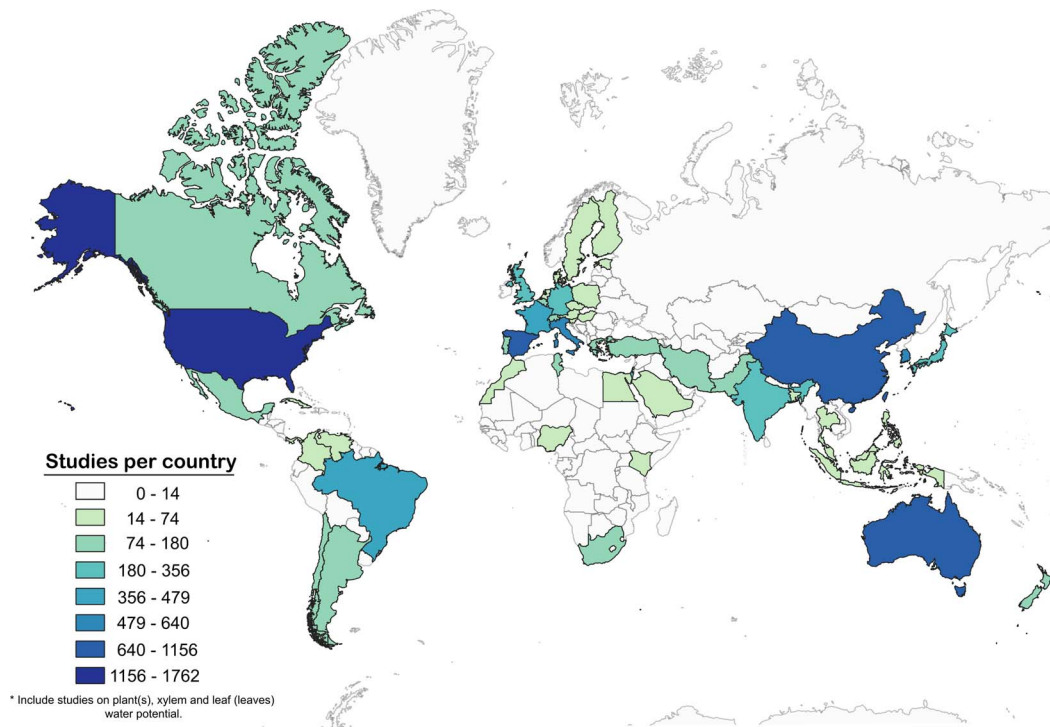 Studies per country
0 - 14
14 - 74
74 - 180
180 - 356
356 - 479
479 - 640
640 - 1156
1156 - 1762
* Include studies on plant(s), xylem and leaf (leaves)
water potential.